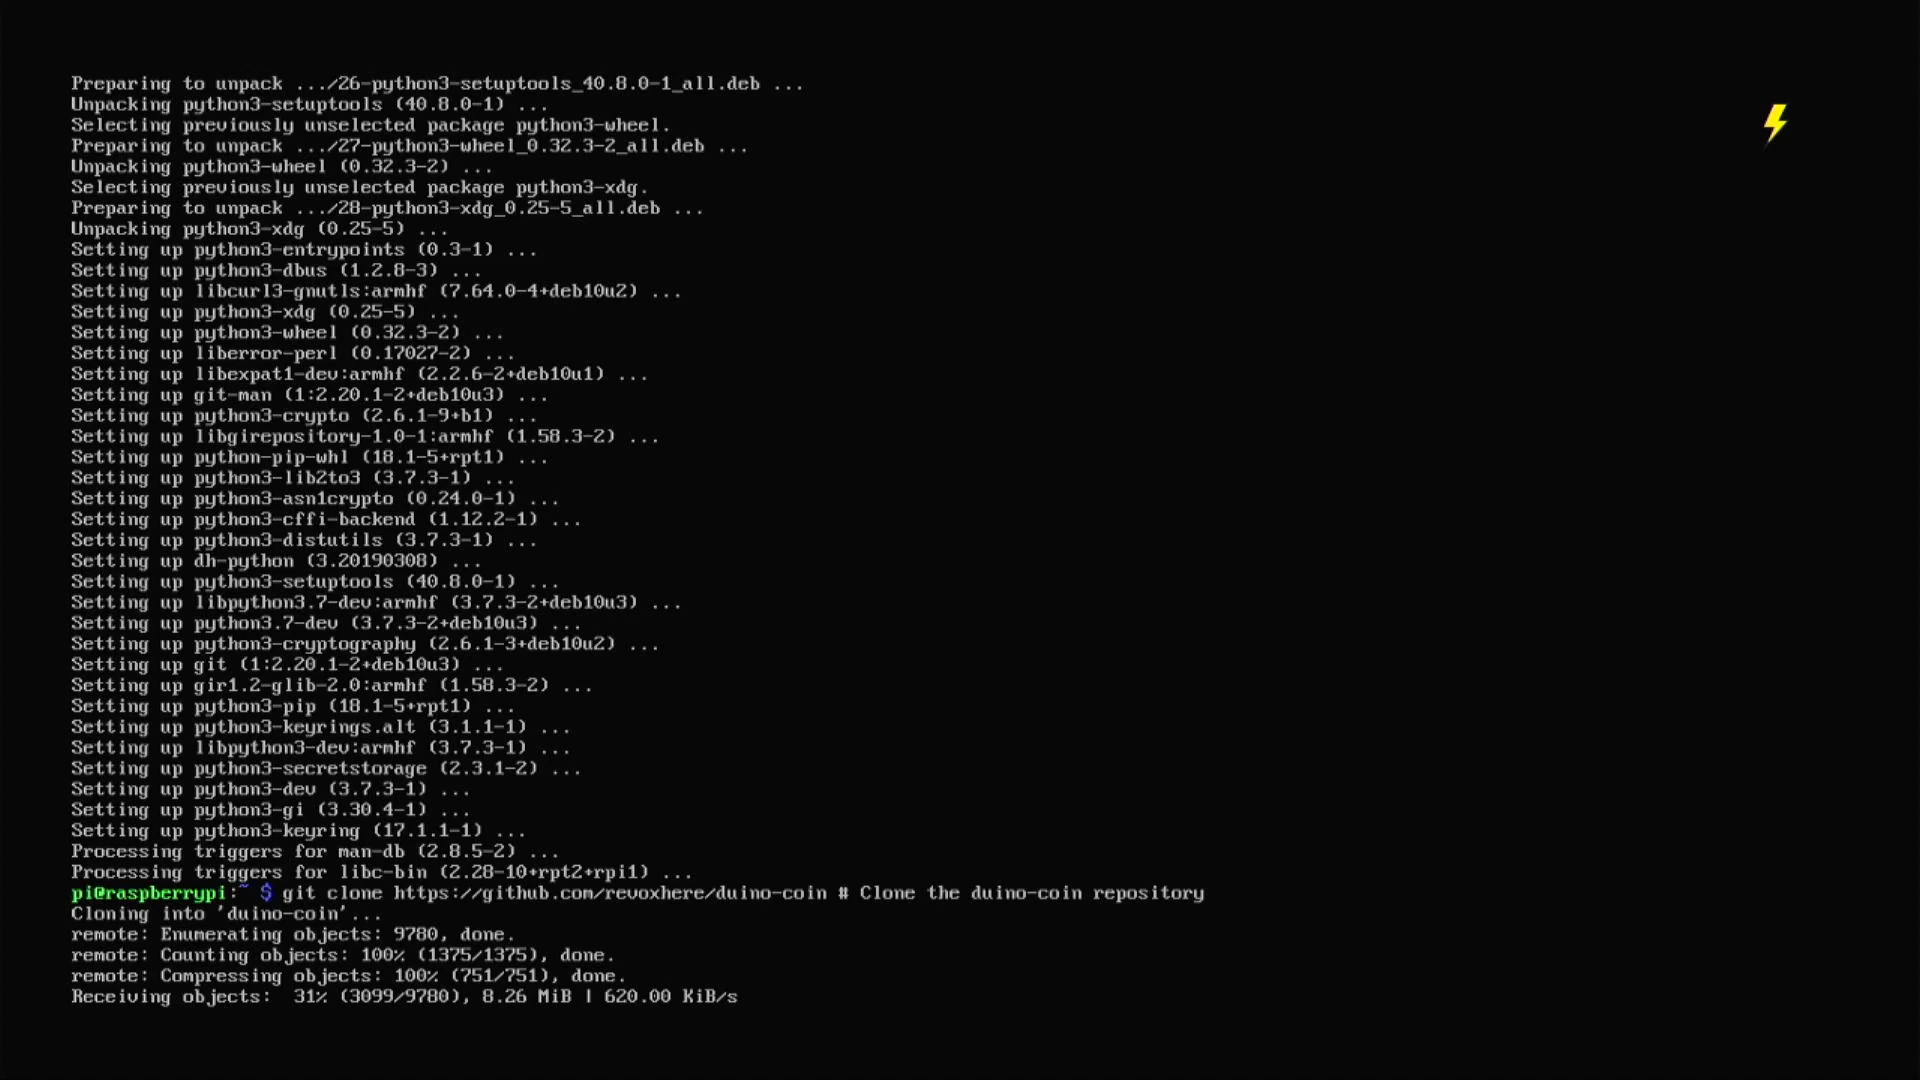 Preparing to unpack .../26-python3-setuptools_40.8.0-1_all.deb ...
Unpacking python3-setuptools (40.8.0-1) ...
Selecting previously unselected package python3-wheel.
Preparing to unpack .../27-python3-wheel_0.32.3-2_all.deb ...
Unpacking python3-wheel (0.32.3-2) ...
Selecting previously unselected package python3-xdg.
Preparing to unpack .../28-python3-xdg_0.25-5_all.deb ...
Unpacking python3-xdg (0.25-5) ...
Setting up python3-entrypoints (0.3-1) ...
Setting up python3-dbus (1.2.8-3) ...
Setting up libcurl3-gnutls:armhf (7.64.0-4+deb10u2) ...
Setting up python3-xdg (0.25-5) ...
Setting up python3-wheel (0.32.3-2) ...
Setting up liberror-perl (0.17027-2) ...
Setting up libexpat1-dev:armhf (2.2.6-2+deb10u1) ...
Setting up git-man (1:2.20.1-2+deb10u3) ...
Setting up python3-crypto (2.6.1-9+b1) ...
Setting up libgirepository-1.0-1:armhf (1.58.3-2) ...
Setting up python-pip-whl (18.1-5+rpt1) ...
Setting up python3-lib2to3 (3.7.3-1) ...
Setting up python3-asn1crypto (0.24.0-1) ...
Setting up python3-cffi-backend (1.12.2-1) ...
Setting up python3-distutils (3.7.3-1) ...
Setting up dh-python (3.20190308) ...
Setting up python3-setuptools (40.8.0-1) ...
Setting up libpython3.7-dev:armhf (3.7.3-2+deb10u3) ...
Setting up python3.7-dev (3.7.3-2+deb10u3) ...
Setting up python3-cryptography (2.6.1-3+deb10u2) ...
Setting up git (1:2.20.1-2+deb10u3) ...
Setting up gir1.2-glib-2.0:armhf (1.58.3-2) ...
Setting up python3-pip (18.1-5+rpt1) ...
Setting up python3-keyrings.alt (3.1.1-1) ...
Setting up libpython3-dev:armhf (3.7.3-1) ...
Setting up python3-secretstorage (2.3.1-2) ...
Setting up python3-dev (3.7.3-1) ...
Setting up python3-gi (3.30.4-1) ...
Setting up python3-keyring (17.1.1-1) ...
Processing triggers for man-db (2.8.5-2) ...
Processing triggers for libc-bin (2.28-10+rpt2+rpi1) ...
pi@raspberrypi:~ $ git clone https://github.com/revoxhere/duino-coin # Clone the duino-coin repository
Cloning into 'duino-coin'...
remote: Enumerating objects: 9780, done.
remote: Counting objects: 100% (1375/1375), done.
remote: Compressing objects: 100% (751/751), done.
Receiving objects:  31% (3099/9780), 8.26 MiB | 620.00 KiB/s